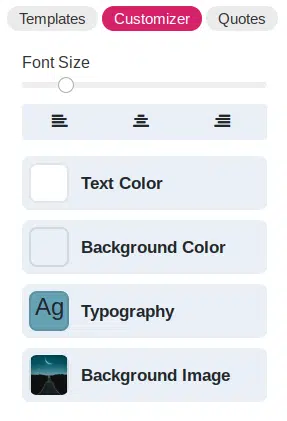 Templates Customizer Quotes
Font Size
Text Color
Background Color
Ag Typography
Background Image